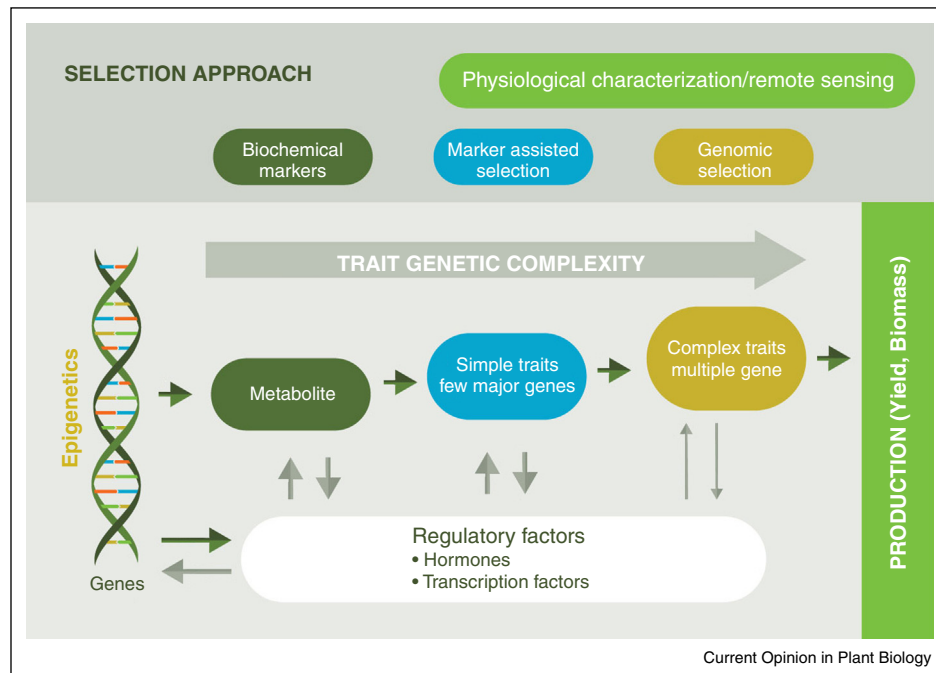 SELECTION APPROACH
Physiological characterization/remote sensing
Biochemical
markers
Marker assisted
selection
Genomic
selection
TRAIT GENETIC COMPLEXITY
Epigenetics
Metabolite
Simple traits
few major genes
Complex traits
multiple gene
PRODUCTION (Yield, Biomass)
Genes
Regulatory factors
• Hormones
• Transcription factors
Current Opinion in Plant Biology